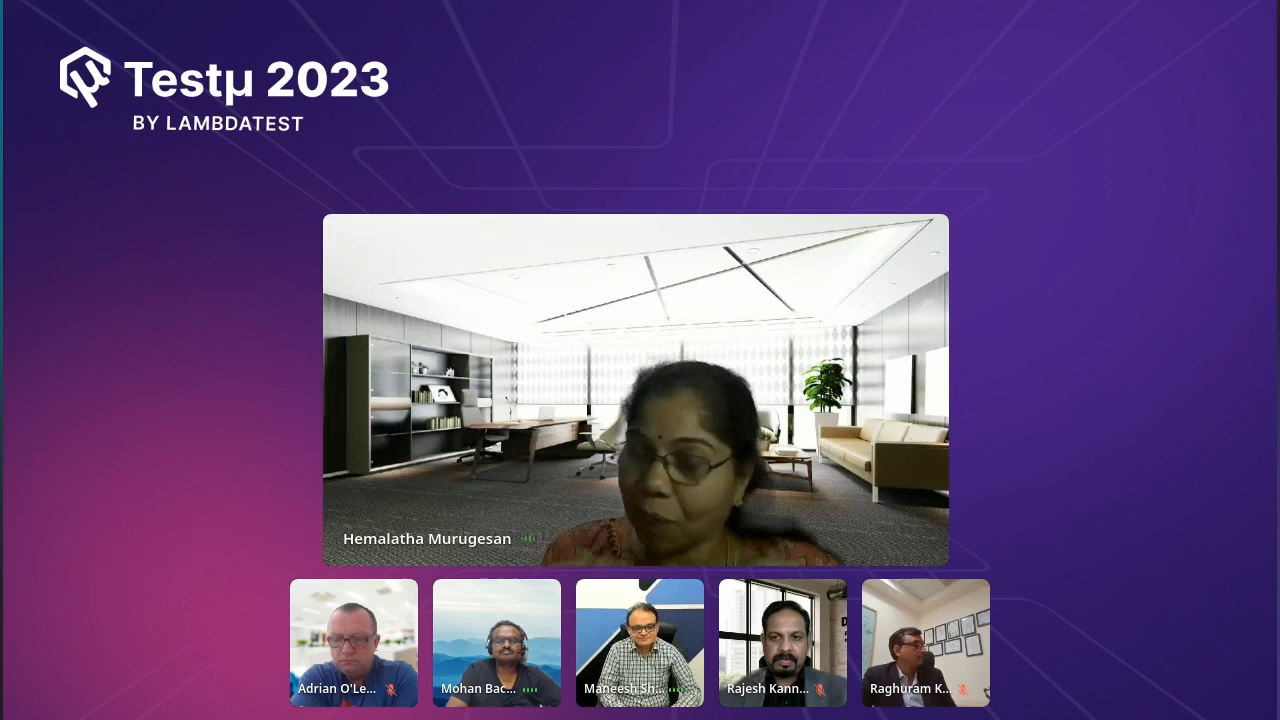 Testμ 2023
BY LAMBDATEST
Hemalatha Murugesan
Adrian O'Le...
Mohan Bac...
Maneesh Sh...
Rajesh Kann...
Raghuram K...